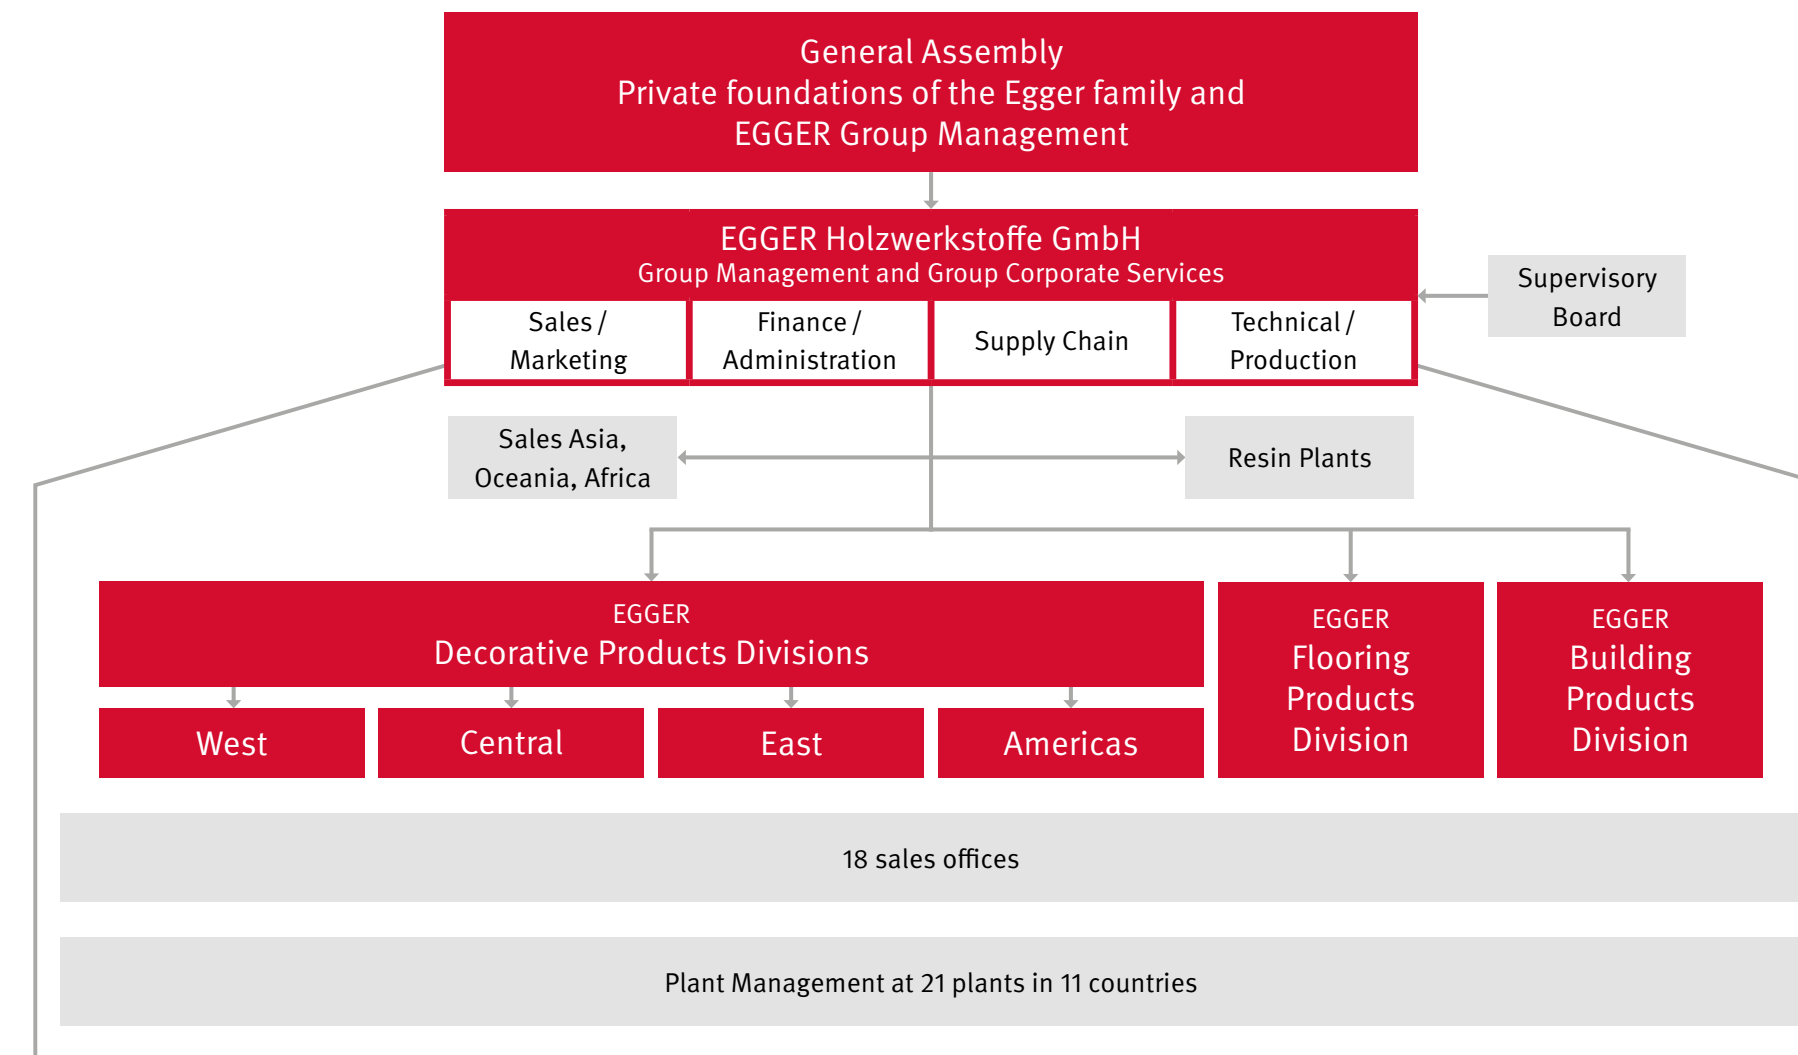 General Assembly
Private foundations of the Egger family and
EGGER Group Management
EGGER Holzwerkstoffe GmbH
Group Management and Group Corporate Services
Sales /
Marketing
Finance /
Administration
Supply Chain
Technical /
Production
Supervisory
Board
Sales Asia,
Oceania, Africa
Resin Plants
EGGER
Decorative Products Divisions
West
Central
East
Americas
EGGER
Flooring
Products
Division
EGGER
Building
Products
Division
18 sales offices
Plant Management at 21 plants in 11 countries